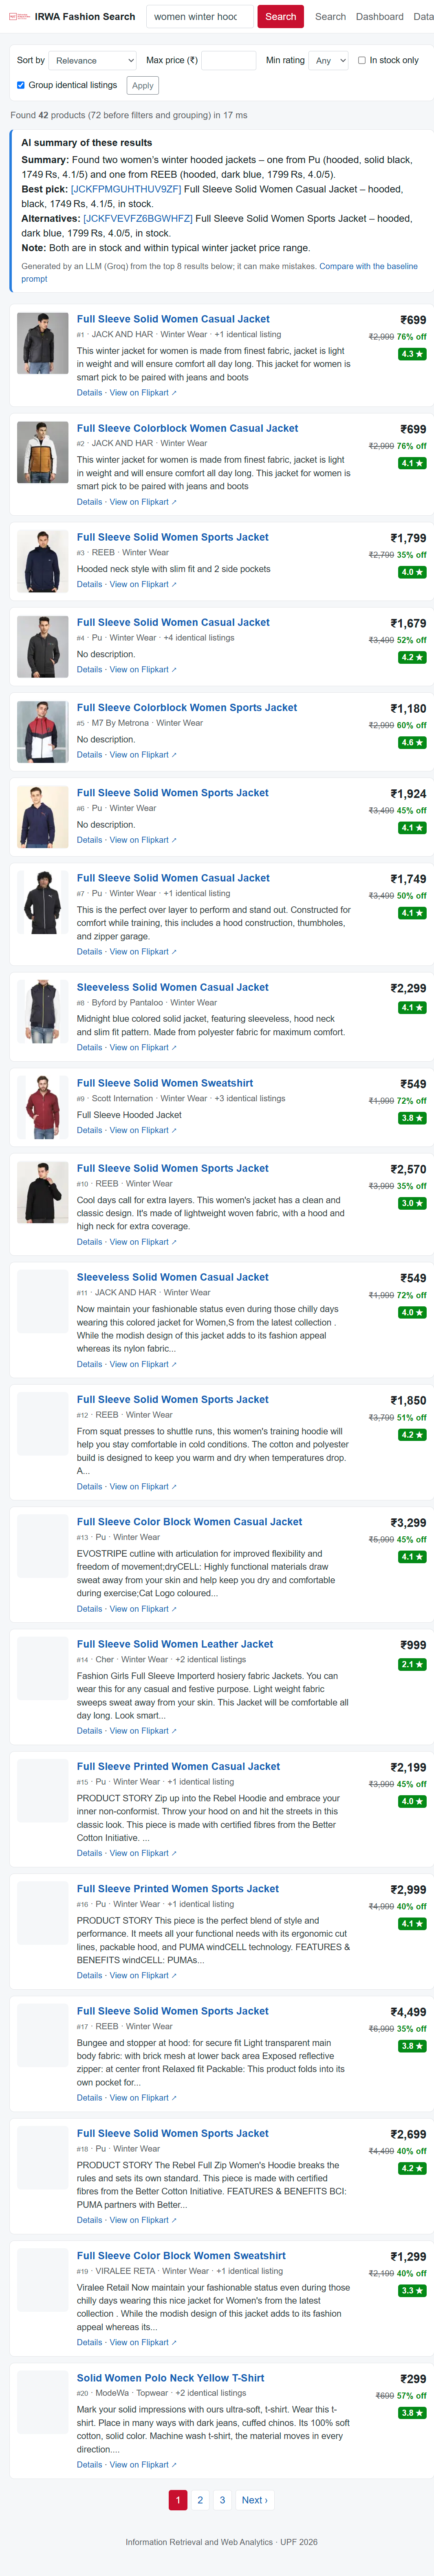 IRWA Fashion Search
women winter hooc
Search
Search Dashboard Data
Sort by Relevance Max price (₹) Min rating Any In stock only
Group identical listings Apply
Found 42 products (72 before filters and grouping) in 17 ms
AI summary of these results
Summary: Found two women's winter hooded jackets – one from Pu (hooded, solid black,
1749 Rs, 4.1/5) and one from REEB (hooded, dark blue, 1799 Rs, 4.0/5).
Best pick: [JCKFPMGUHTHUV9ZF] Full Sleeve Solid Women Casual Jacket – hooded,
black, 1749 Rs, 4.1/5, in stock.
Alternatives: [JCKFVEVFZ6BGWHFZ] Full Sleeve Solid Women Sports Jacket – hooded,
dark blue, 1799 Rs, 4.0/5, in stock.
Note: Both are in stock and within typical winter jacket price range.
Generated by an LLM (Groq) from the top 8 results below; it can make mistakes. Compare with the baseline
prompt
Full Sleeve Solid Women Casual Jacket ₹699
#1 · JACK AND HAR · Winter Wear · +1 identical listing ₹2,999 76% off
This winter jacket for women is made from finest fabric, jacket is light 4.3 ★
in weight and will ensure comfort all day long. This jacket for women is
smart pick to be paired with jeans and boots
Details · View on Flipkart ↗
Full Sleeve Colorblock Women Casual Jacket ₹699
#2 · JACK AND HAR · Winter Wear ₹2,999 76% off
This winter jacket for women is made from finest fabric, jacket is light 4.1 ★
in weight and will ensure comfort all day long. This jacket for women is
smart pick to be paired with jeans and boots
Details · View on Flipkart ↗
Full Sleeve Solid Women Sports Jacket ₹1,799
#3 · REEB · Winter Wear ₹2,799 35% off
Hooded neck style with slim fit and 2 side pockets 4.0 ★
Details · View on Flipkart ↗
Full Sleeve Solid Women Casual Jacket ₹1,679
#4 · Pu · Winter Wear · +4 identical listings ₹3,499 52% off
No description. 4.2 ★
Details · View on Flipkart ↗
Full Sleeve Colorblock Women Sports Jacket ₹1,180
#5 · M7 By Metrona · Winter Wear ₹2,999 60% off
No description. 4.6 ★
Details · View on Flipkart ↗
Full Sleeve Solid Women Sports Jacket ₹1,924
#6 · Pu · Winter Wear ₹3,499 45% off
No description. 4.1 ★
Details · View on Flipkart ↗
Full Sleeve Solid Women Casual Jacket ₹1,749
#7 · Pu · Winter Wear · +1 identical listing ₹3,499 50% off
This is the perfect over layer to perform and stand out. Constructed for 4.1 ★
comfort while training, this includes a hood construction, thumbholes,
and zipper garage.
Details · View on Flipkart ↗
Sleeveless Solid Women Casual Jacket ₹2,299
#8 · Byford by Pantaloo · Winter Wear 4.1 ★
Midnight blue colored solid jacket, featuring sleeveless, hood neck
and slim fit pattern. Made from polyester fabric for maximum comfort.
Details · View on Flipkart ↗
Full Sleeve Solid Women Sweatshirt ₹549
#9 · Scott Internation · Winter Wear · +3 identical listings ₹1,999 72% off
Full Sleeve Hooded Jacket 3.8 ★
Details · View on Flipkart ↗
Full Sleeve Solid Women Sports Jacket ₹2,570
#10 · REEB · Winter Wear ₹3,999 35% off
Cool days call for extra layers. This women's jacket has a clean and 3.0 ★
classic design. It's made of lightweight woven fabric, with a hood and
high neck for extra coverage.
Details · View on Flipkart ↗
Sleeveless Solid Women Casual Jacket ₹549
#11 · JACK AND HAR · Winter Wear ₹1,999 72% off
Now maintain your fashionable status even during those chilly days 4.0 ★
wearing this colored jacket for Women,S from the latest collection .
While the modish design of this jacket adds to its fashion appeal
whereas its nylon fabric...
Details · View on Flipkart ↗
Full Sleeve Solid Women Sports Jacket ₹1,850
#12 · REEB · Winter Wear ₹3,799 51% off
From squat presses to shuttle runs, this women's training hoodie will 4.2 ★
help you stay comfortable in cold conditions. The cotton and polyester
build is designed to keep you warm and dry when temperatures drop.
A...
Details · View on Flipkart ↗
Full Sleeve Color Block Women Casual Jacket ₹3,299
#13 · Pu · Winter Wear ₹5,999 45% off
EVOSTRIPE cutline with articulation for improved flexibility and 4.1 ★
freedom of movement;dryCELL: Highly functional materials draw
sweat away from your skin and help keep you dry and comfortable
during exercise;Cat Logo coloured...
Details · View on Flipkart ↗
Full Sleeve Solid Women Leather Jacket ₹999
#14 · Cher · Winter Wear · +2 identical listings 2.1 ★
Fashion Girls Full Sleeve Importerd hosiery fabric Jackets. You can
wear this for any casual and festive purpose. Light weight fabric
sweeps sweat away from your skin. This Jacket will be comfortable all
day long. Look smart...
Details · View on Flipkart ↗
Full Sleeve Printed Women Casual Jacket ₹2,199
#15 · Pu · Winter Wear · +1 identical listing ₹3,999 45% off
PRODUCT STORY Zip up into the Rebel Hoodie and embrace your 4.0 ★
inner non-conformist. Throw your hood on and hit the streets in this
classic look. This piece is made with certified fibres from the Better
Cotton Initiative. ...
Details · View on Flipkart ↗
Full Sleeve Printed Women Sports Jacket ₹2,999
#16 · Pu · Winter Wear · +1 identical listing ₹4,999 40% off
PRODUCT STORY This piece is the perfect blend of style and 4.1 ★
performance. It meets all your functional needs with its ergonomic cut
lines, packable hood, and PUMA windCELL technology. FEATURES &
BENEFITS windCELL: PUMAs...
Details · View on Flipkart ↗
Full Sleeve Solid Women Sports Jacket ₹4,499
#17 · REEB · Winter Wear ₹6,999 35% off
Bungee and stopper at hood: for secure fit Light transparent main 3.8 ★
body fabric: with brick mesh at lower back area Exposed reflective
zipper: at center front Relaxed fit Packable: This product folds into its
own pocket for...
Details · View on Flipkart ↗
Full Sleeve Solid Women Sports Jacket ₹2,699
#18 · Pu · Winter Wear ₹4,499 40% off
PRODUCT STORY The Rebel Full Zip Women's Hoodie breaks the 4.2 ★
rules and sets its own standard. This piece is made with certified
fibres from the Better Cotton Initiative. FEATURES & BENEFITS BCI:
PUMA partners with Better...
Details · View on Flipkart ↗
Full Sleeve Color Block Women Sweatshirt ₹1,299
#19 · VIRALEE RETA · Winter Wear · +1 identical listing ₹2,199 40% off
Viralee Retail Now maintain your fashionable status even during those 3.3 ★
chilly days wearing this nice jacket for Women's from the latest
collection . While the modish design of this jacket adds to its fashion
appeal whereas its...
Details · View on Flipkart ↗
Solid Women Polo Neck Yellow T-Shirt ₹299
#20 · ModeWa · Topwear · +2 identical listings ₹699 57% off
Mark your solid impressions with ours ultra-soft, t-shirt. Wear this t- 3.8 ★
shirt. Place in many ways with dark jeans, cuffed chinos. Its 100% soft
cotton, solid color. Machine wash t-shirt, the material moves in every
direction....
Details · View on Flipkart ↗
1 2 3 Next ›
Information Retrieval and Web Analytics · UPF 2026